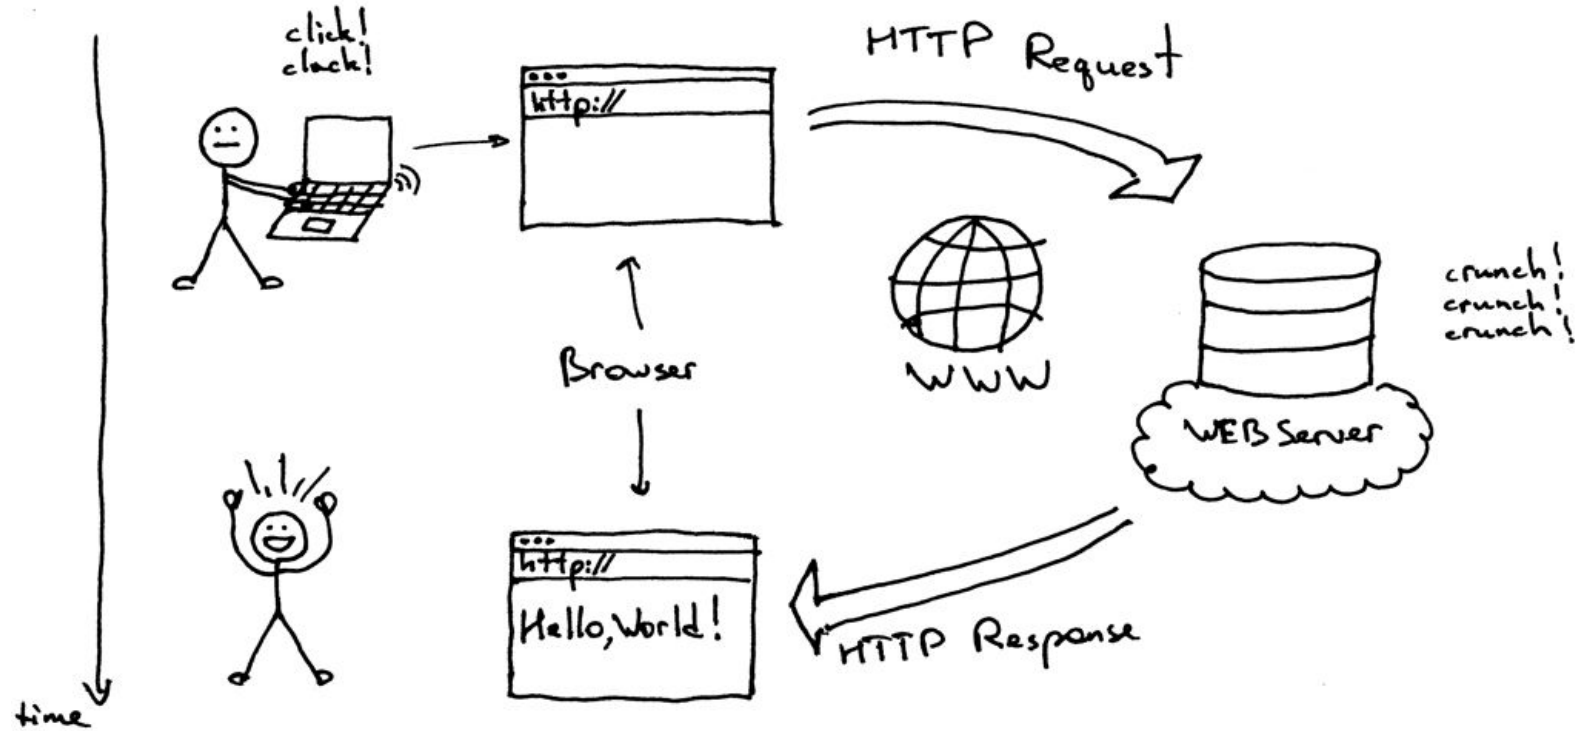 click!
clack!
HTTP Request
http://
crunch!
crunch!
crunch!
Browser
WWW
WEB Server
http://
Hello, World!
HTTP Response
time